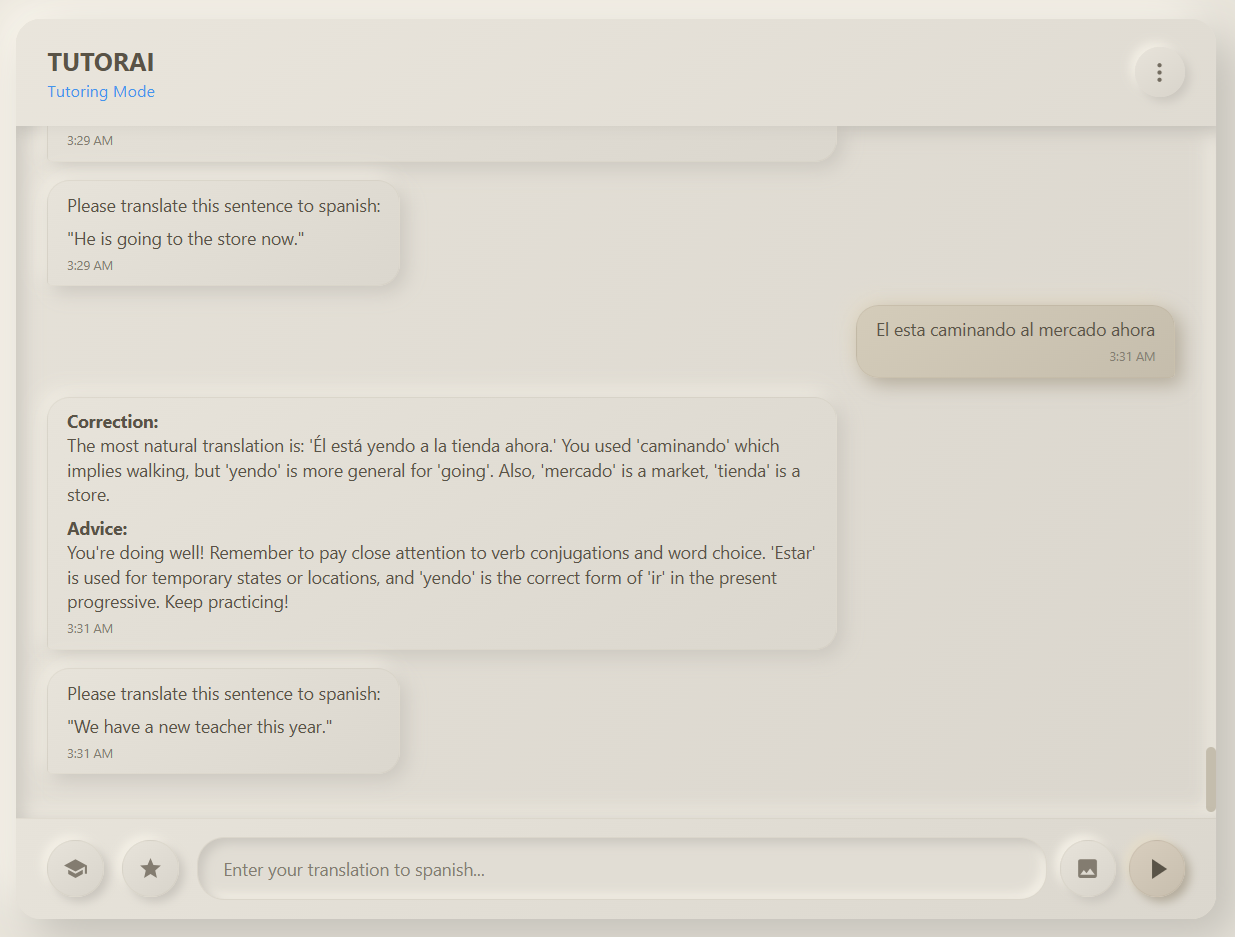 TUTORAI
Tutoring Mode
3:29 AM
Please translate this sentence to spanish:
"He is going to the store now."
3:29 AM
El esta caminando al mercado ahora
3:31 AM
Correction:
The most natural translation is: 'Él está yendo a la tienda ahora.' You used 'caminando' which
implies walking, but 'yendo' is more general for 'going'. Also, 'mercado' is a market, 'tienda' is a
store.
Advice:
You're doing well! Remember to pay close attention to verb conjugations and word choice. 'Estar'
is used for temporary states or locations, and 'yendo' is the correct form of 'ir' in the present
progressive. Keep practicing!
3:31 AM
Please translate this sentence to spanish:
"We have a new teacher this year."
3:31 AM
Enter your translation to spanish...